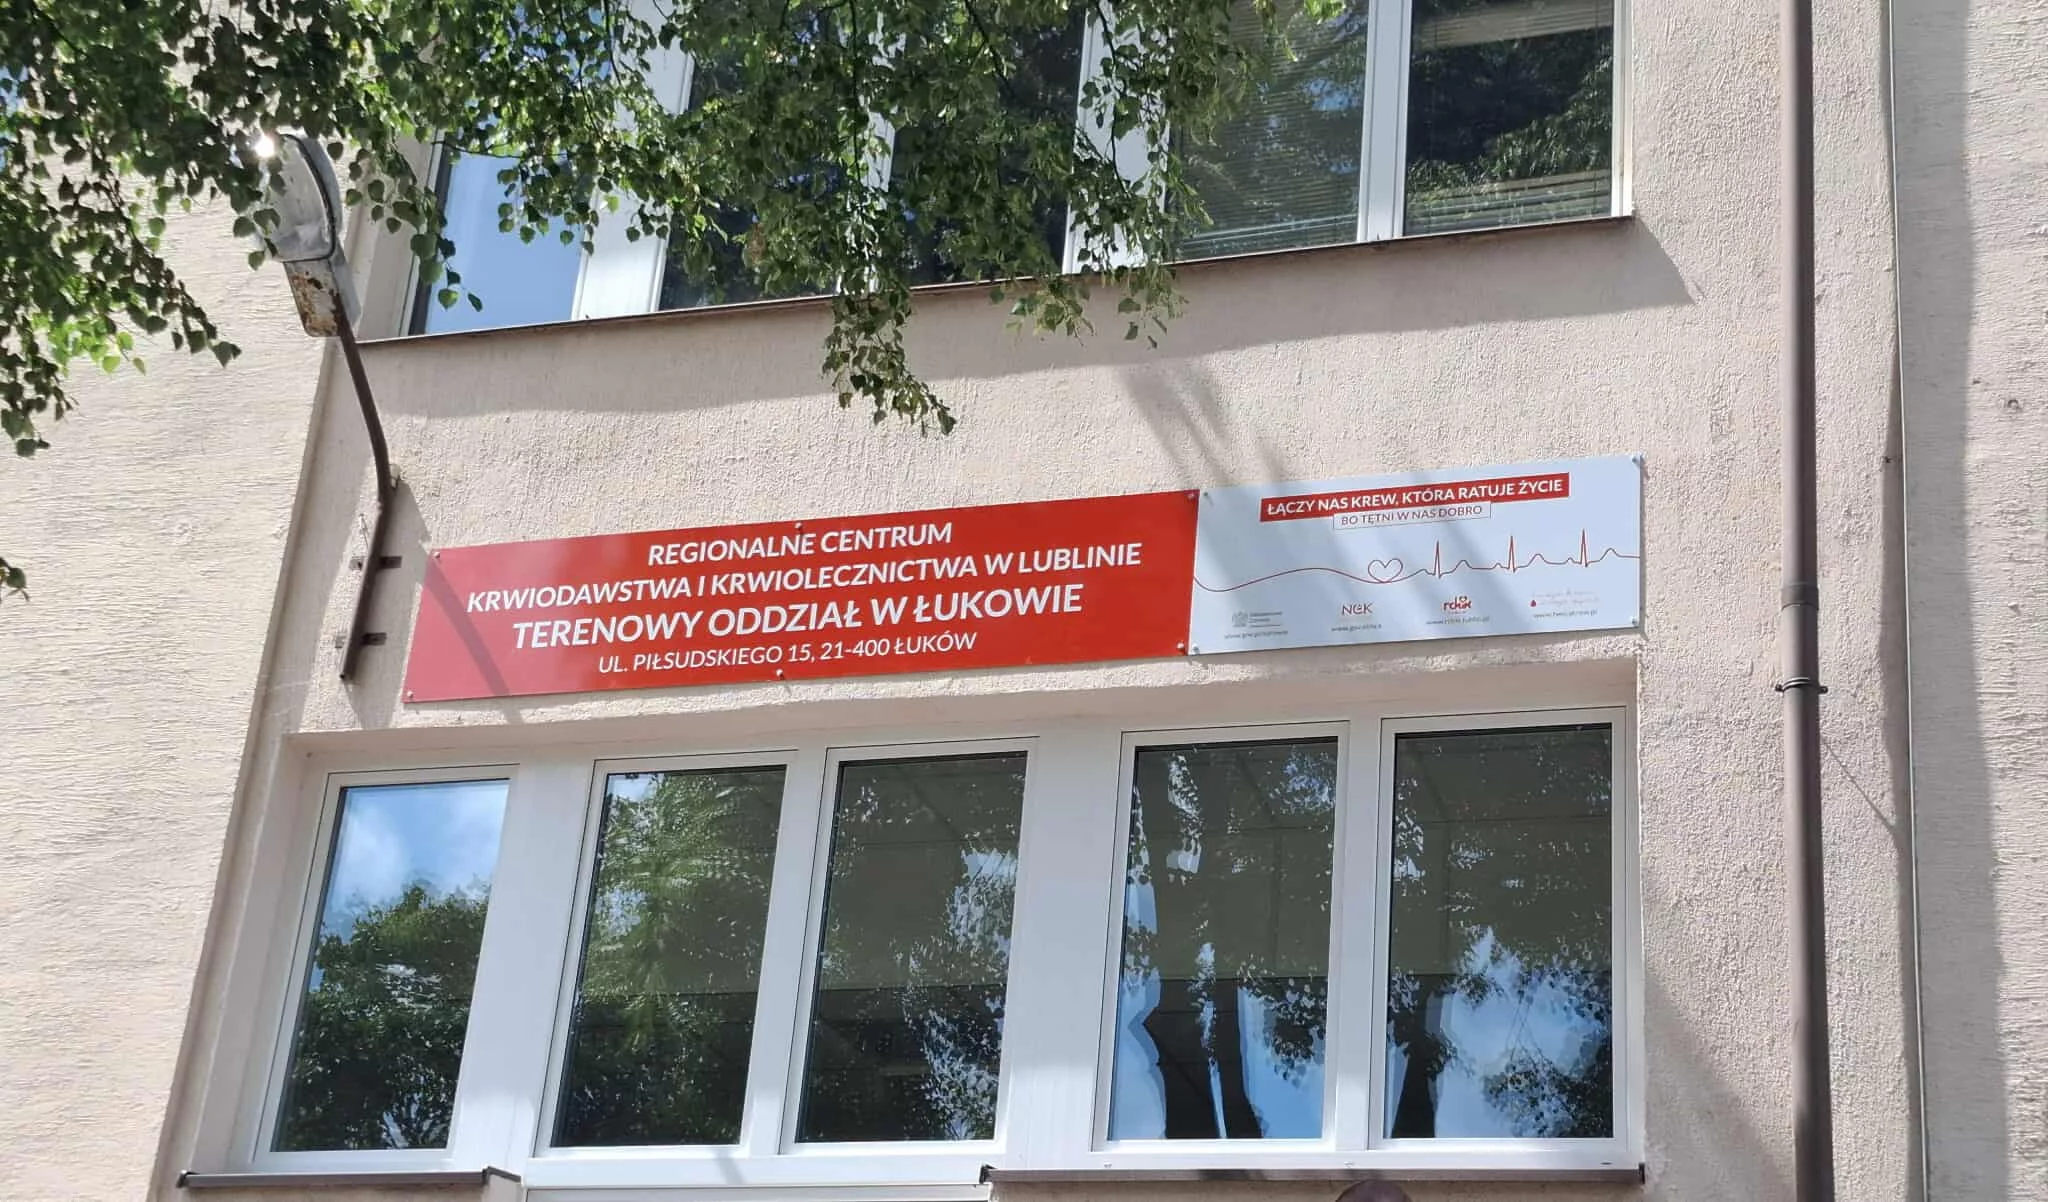 REGIONALNE CENTRUM
KRWIODAWSTWA I KRWIOLECZNICTWA W LUBLINIE
TERENOWY ODDZIAŁ W ŁUKOWIE
UL. PIŁSUDSKIEGO 15, 21-400 ŁUKÓW
ŁĄCZY NAS KREW, KTÓRA RATUJE ŻYCIE
BO TĘTNI W NAS DOBRO